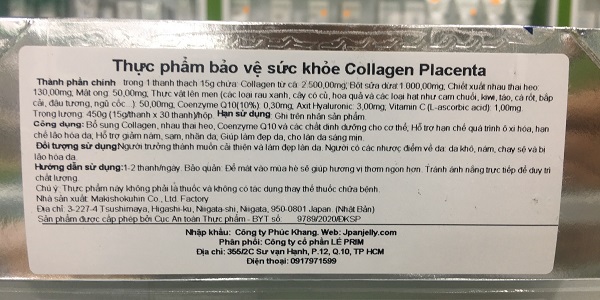 Thực phẩm bảo vệ sức khỏe Collagen Placenta
Thành phần chính: trong 1 thanh thạch 15g chứa: Collagen từ cá 2.500,00mg; Bột sữa dừa:1.000,00mg; Chiết xuất nhau thai heo:
130,00mg; Mật ong: 50,00mg; Thực vật lên men (các loại rau xanh, cây cỏ củ, hoa quả và các loại hạt như cam chuối, kiwi, táo, cà rốt, bắp
cải, đậu tương, ngũ cốc...): 50,00mg; Coenzyme Q10(10%): 0,30mg, Axit Hyaluronic: 3,00mg, Vitamin C (L-ascorbic acid): 1,00mg.
Trọng lượng: 450g (15g/thanh x 30 thanh)/hộp. Hạn sử dụng: Ghi trên nhãn sản phẩm.
Công dụng: Bổ sung Collagen, nhau thai heo, Coenzyme Q10 và các chất dinh dưỡng cho cơ thể; Hỗ trợ hạn chế quá trình ô xi hóa, hạn
chế lão hóa da; Hỗ trợ giảm nám, sạm, nhăn da, Giúp làm đẹp da, cho làn da sáng mịn.
Đối tượng sử dụng: Người trưởng thành muốn cải thiện và làm đẹp làn da. Người có các nhược điểm về da: da khô, nám, chạy sệ và bị
lão hóa da.
Hướng dẫn sử dụng:1-2 thanh/ngày. Bảo quản: Để mát vào mùa hè sẽ giúp hương vị thơm ngon hơn. Tránh ánh nắng trực tiếp để duy trì
chất lượng.
Chú ý: Thực phẩm này không phải là thuốc và không có tác dụng thay thế thuốc chữa bệnh.
Nhà sản xuất: Makishokuhin Co., Ltd. Factory
Địa chỉ: 3-227-4 Tsushimaya, Higashi-ku, Niigata-shi, Niigata, 950-0801 Japan. (Nhật Bản)
Sản phẩm được cấp phép bởi Cục An toàn Thực phẩm - BYT số: 9789/2020/ĐKSP
Nhập khẩu: Công ty Phúc Khang. Web: Jpanjelly.com
Phân phối: Công ty cổ phần LÉ PRIM
Địa chỉ: 355/2C Sư vạn Hạnh, P.12, Q.10, TP HCM
Điện thoại: 0917971599